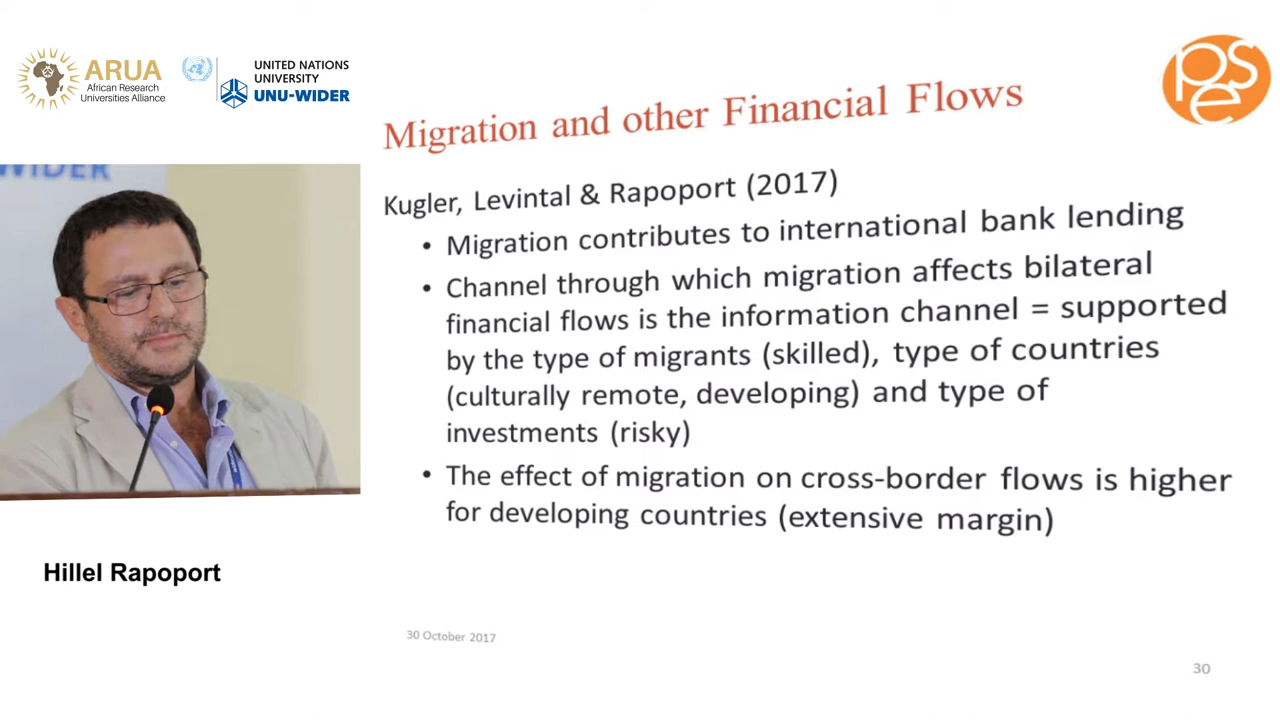 ARUA
African Research
Universities Alliance
UNITED NATIONS
UNIVERSITY
UNU-WIDER
pse
WIDER
Migration and other Financial Flows
Kugler, Levintal & Rapoport (2017)
• Migration contributes to international bank lending
• Channel through which migration affects bilateral
financial flows is the information channel = supported
by the type of migrants (skilled), type of countries
(culturally remote, developing) and type of
investments (risky)
• The effect of migration on cross-border flows is higher
for developing countries (extensive margin)
Hillel Rapoport
30 October 2017
30